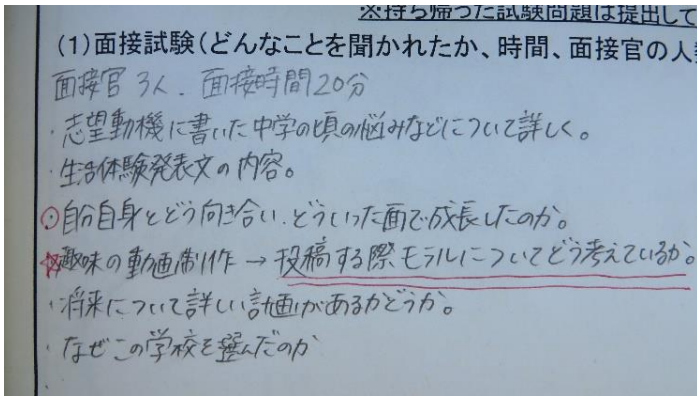 ※持ち帰った試験問題は提出して
(1)面接試験(どんなことを聞かれたか、時間、面接官の人数
面接官 3人. 面接時間20分
・志望動機に書いた中学の頃の悩みなどについて詳しく。
・生活体験発表文の内容。
○自分自身とどう向き合い、どういった面で成長したのか。
☆趣味の動画制作 → 投稿する際モラルについてどう考えているか。
・将来について詳しい計画があるかどうか。
・なぜこの学校を選んだのか